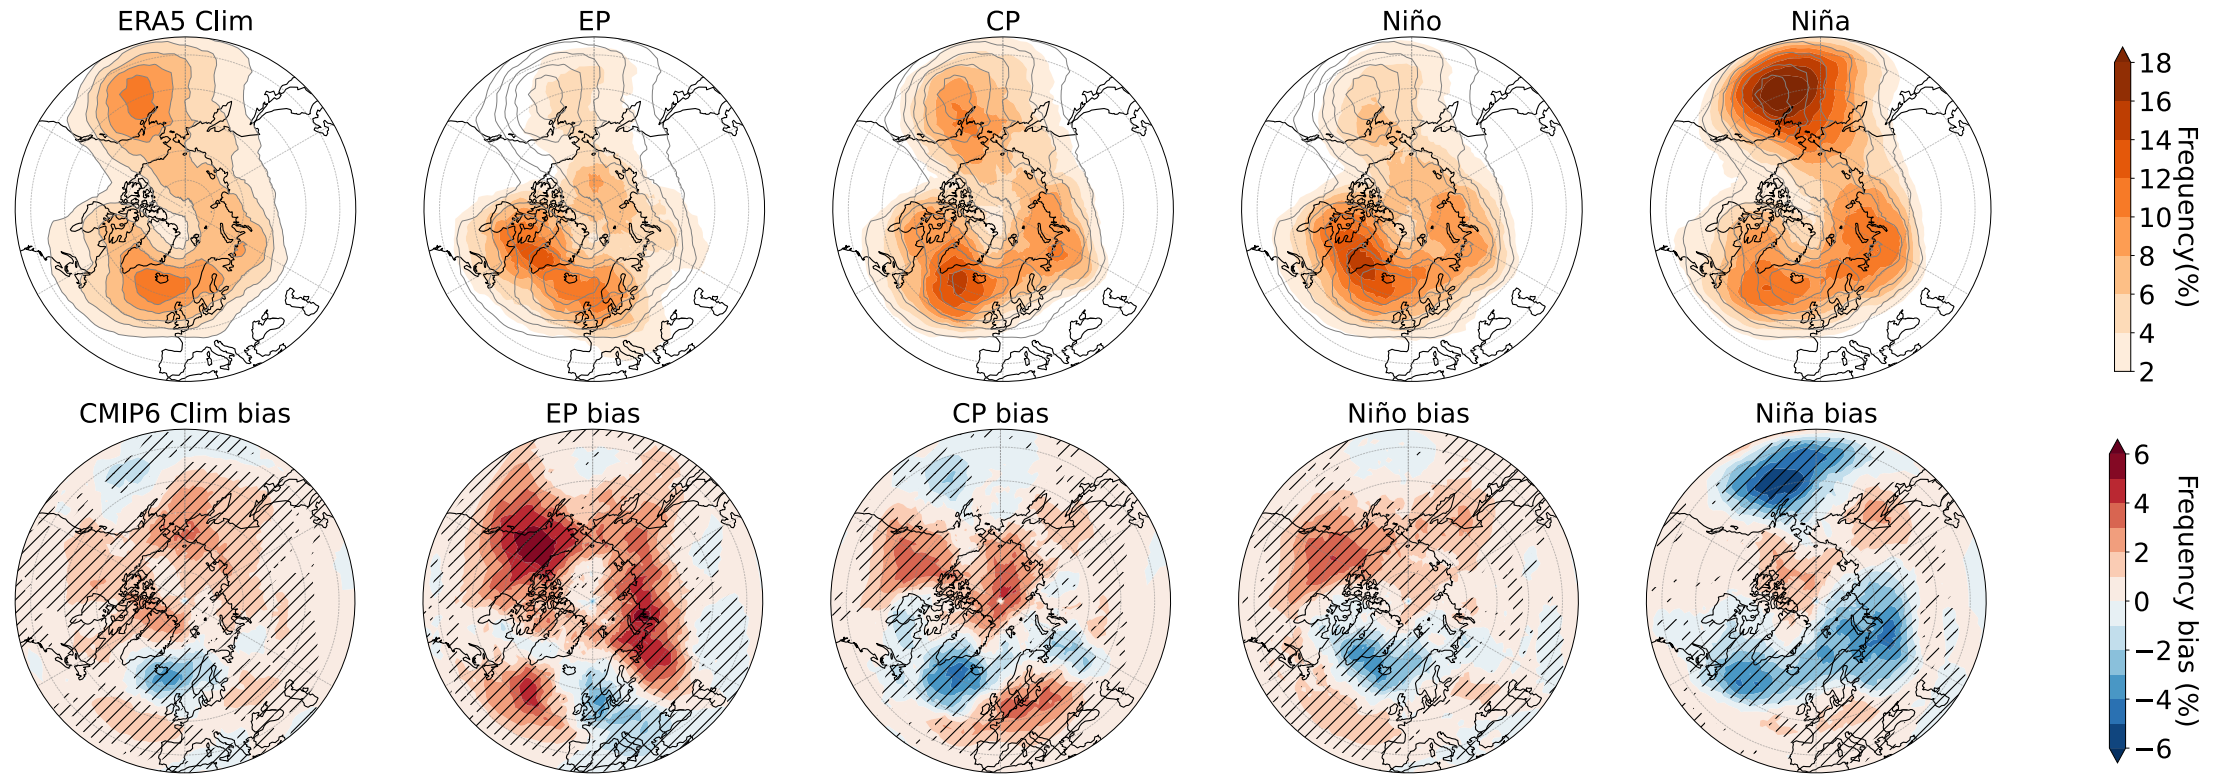 ERA5 Clim
EP
CP
Niño
Niña
18
16
14
12
10
8
6
4
2
Frequency(%)
CMIP6 Clim bias
EP bias
CP bias
Niño bias
Niña bias
6
4
2
0
−2
−4
−6
Frequency bias (%)